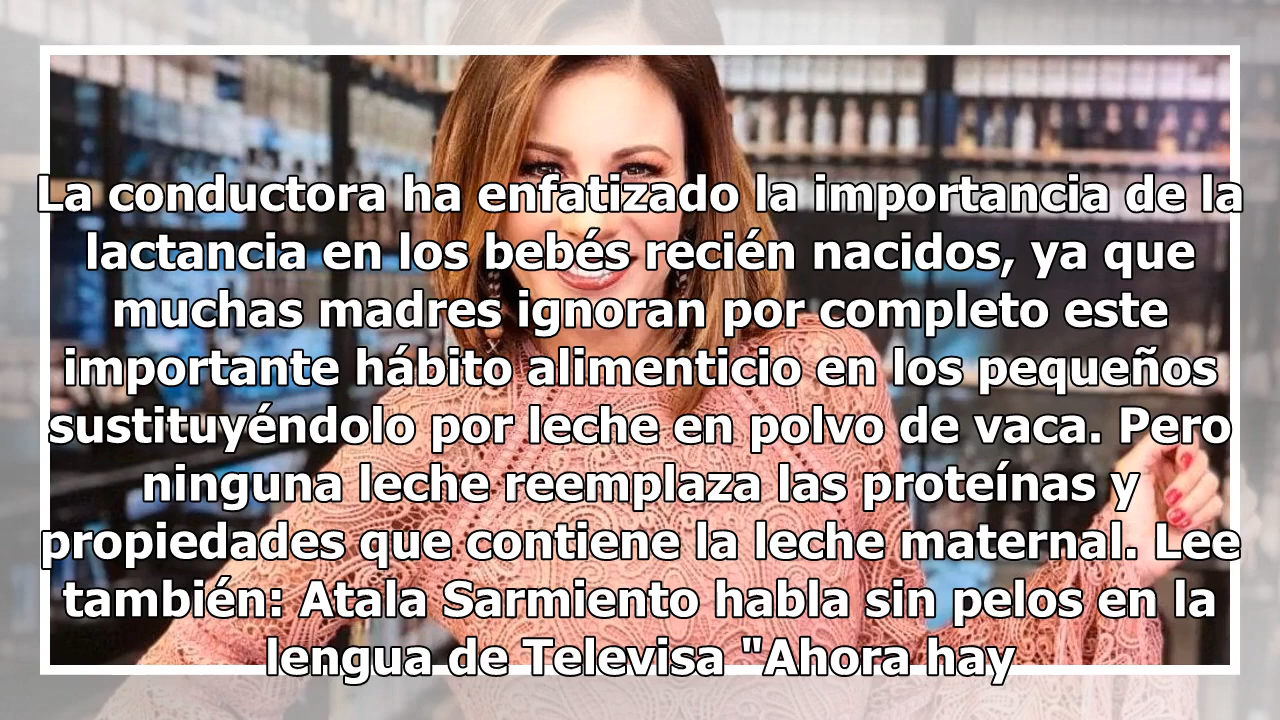 La conductora ha enfatizado la importancia de la
lactancia en los bebés recién nacidos, ya que
muchas madres ignoran por completo este
importante hábito alimenticio en los pequeños
sustituyéndolo por leche en polvo de vaca. Pero
ninguna leche reemplaza las proteínas y
propiedades que contiene la leche maternal. Lee
también: Atala Sarmiento habla sin pelos en la
lengua de Televisa "Ahora hay